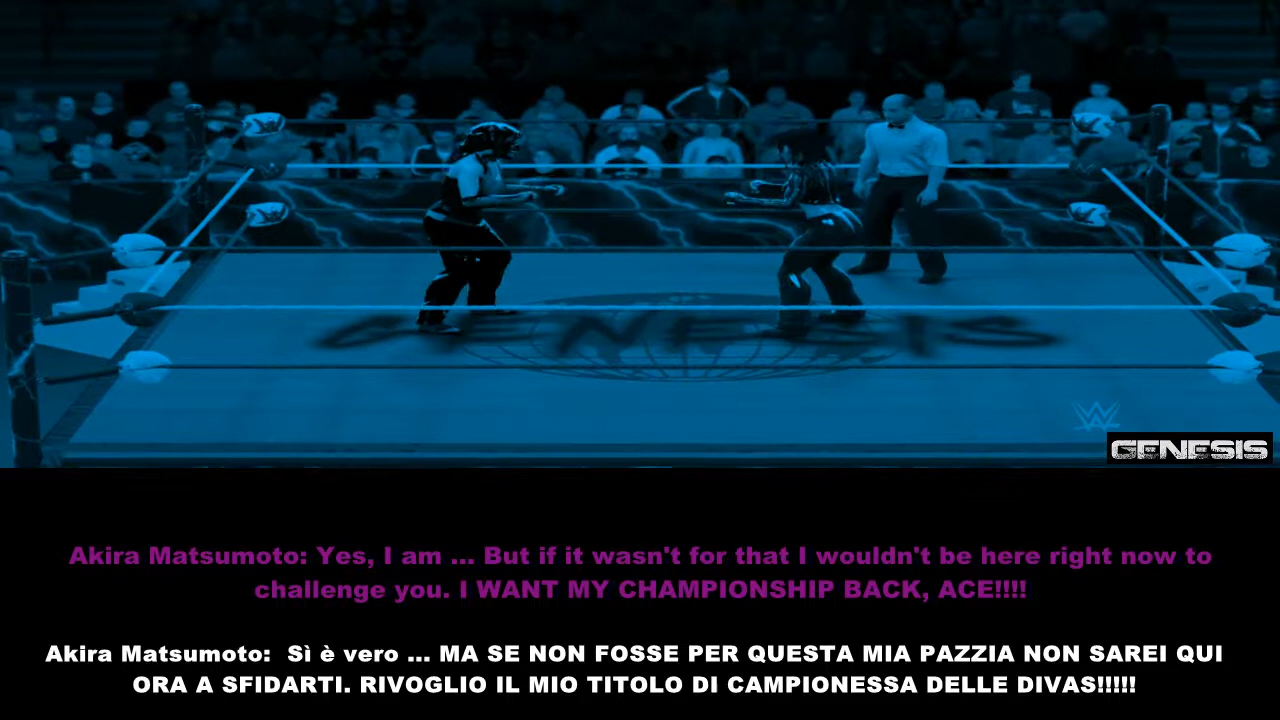 GENESIS
W
GENESIS
Akira Matsumoto: Yes, I am ... But if it wasn't for that I wouldn't be here right now to
challenge you. I WANT MY CHAMPIONSHIP BACK, ACE!!!!
Akira Matsumoto:  Sì è vero ... MA SE NON FOSSE PER QUESTA MIA PAZZIA NON SAREI QUI
ORA A SFIDARTI. RIVOGLIO IL MIO TITOLO DI CAMPIONESSA DELLE DIVAS!!!!!